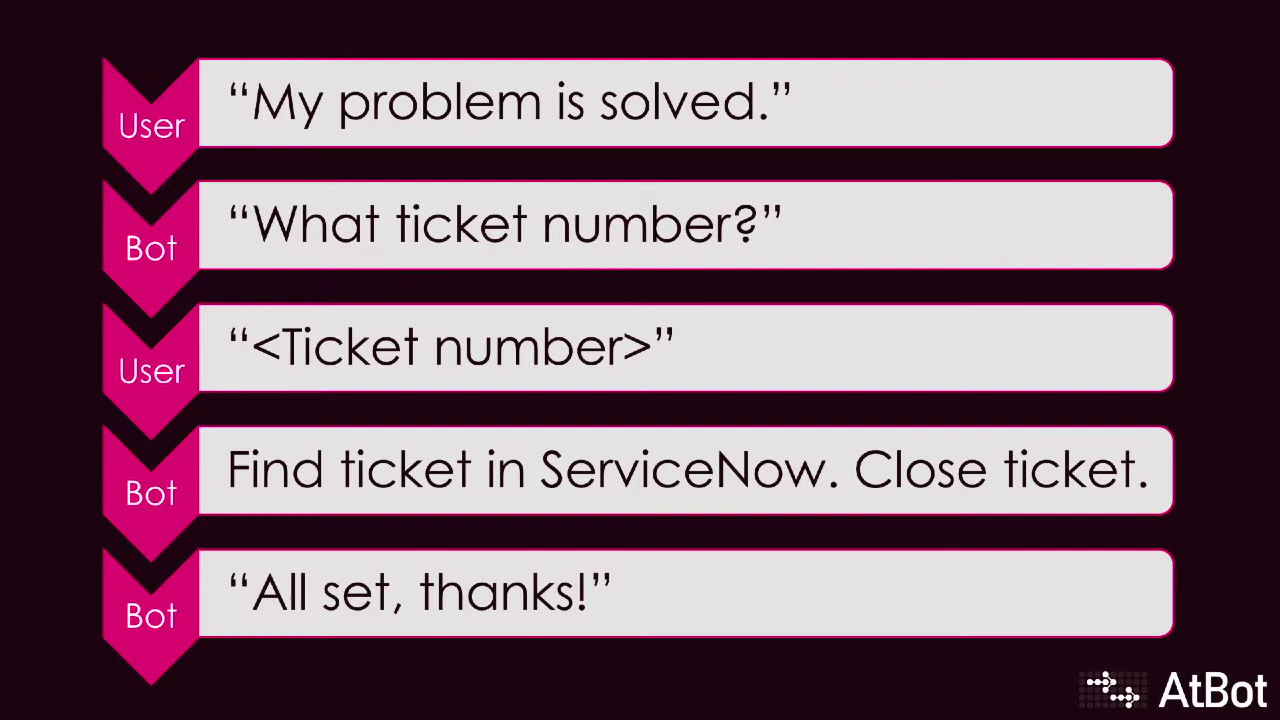 User
“My problem is solved.”
Bot
“What ticket number?”
User
“<Ticket number>”
Bot
Find ticket in ServiceNow. Close ticket.
Bot
“All set, thanks!”
AtBot